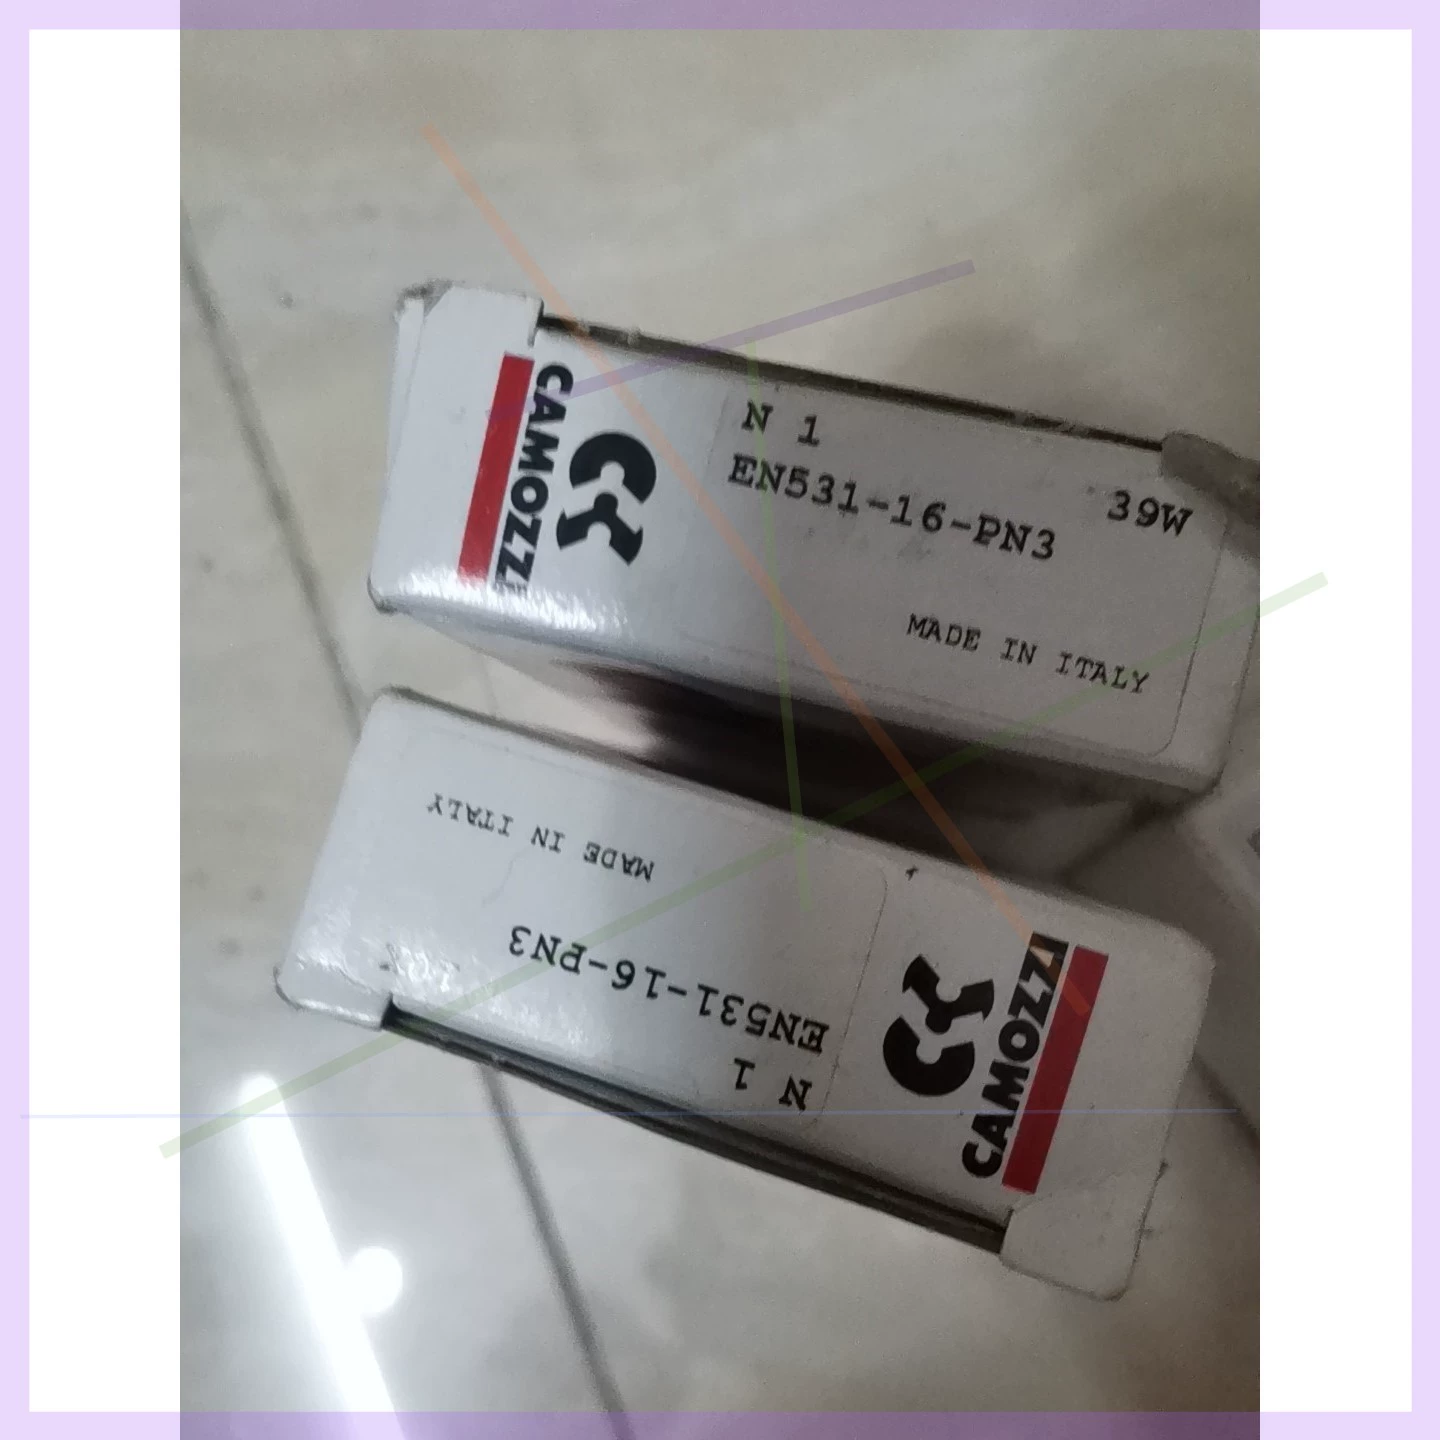 CAMOZZI
N 1
EN531-16-PN3
39W
MADE IN ITALY
CAMOZZI
N 1
EN531-16-PN3
MADE IN ITALY